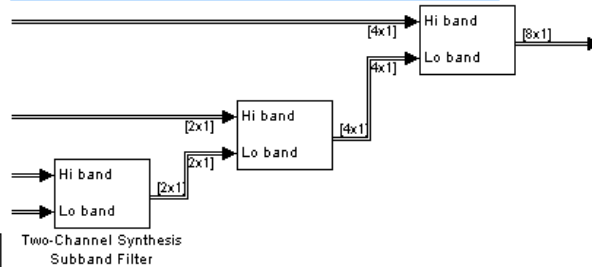 Hi band
[4x1]
[8x1]
Lo band
4x1]
Hi band
[2x1]
[4x1]
Lo band
2x1]
Hi band
[2x1]
Lo band
Two-Channel Synthesis
Subband Filter